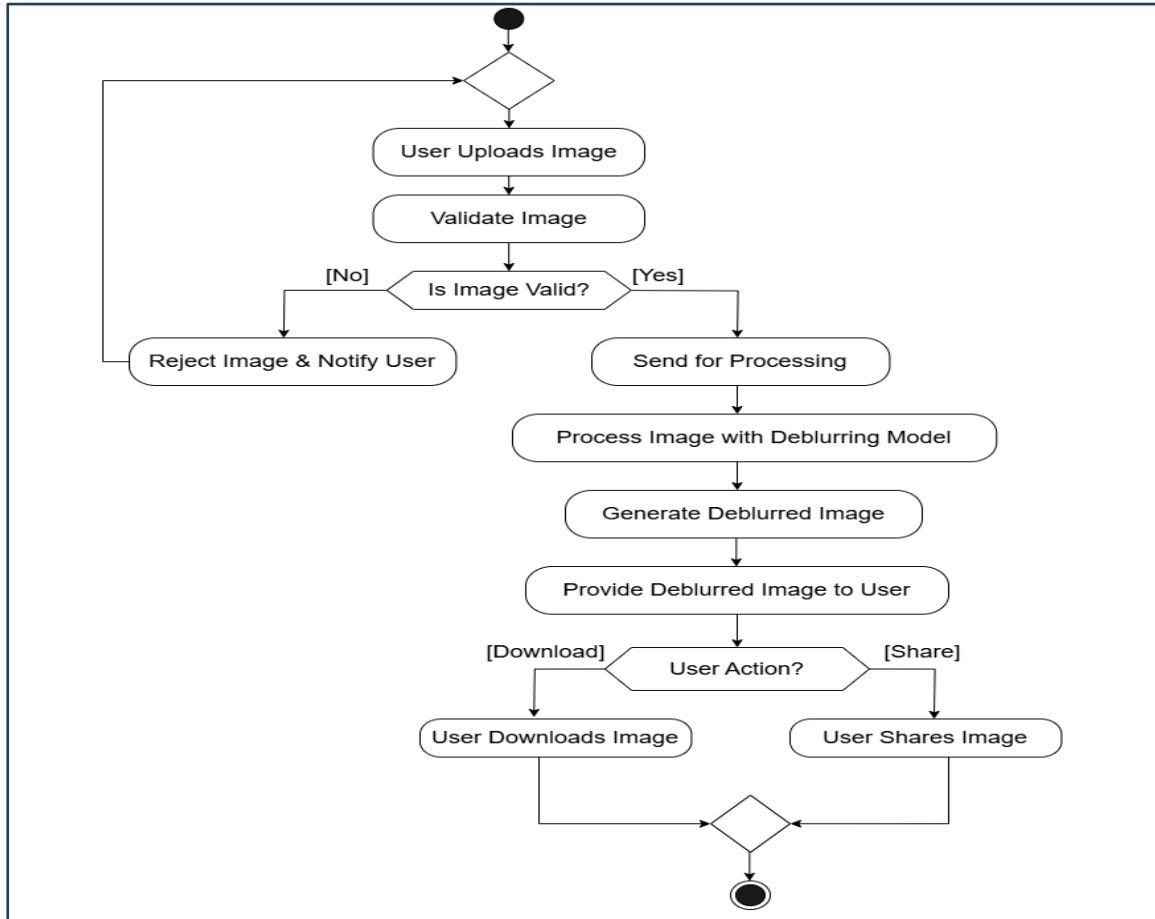 User Uploads Image
Validate Image
[No]
Is Image Valid?
[Yes]
Reject Image & Notify User
Send for Processing
Process Image with Deblurring Model
Generate Deblurred Image
Provide Deblurred Image to User
[Download]
User Action?
[Share]
User Downloads Image
User Shares Image